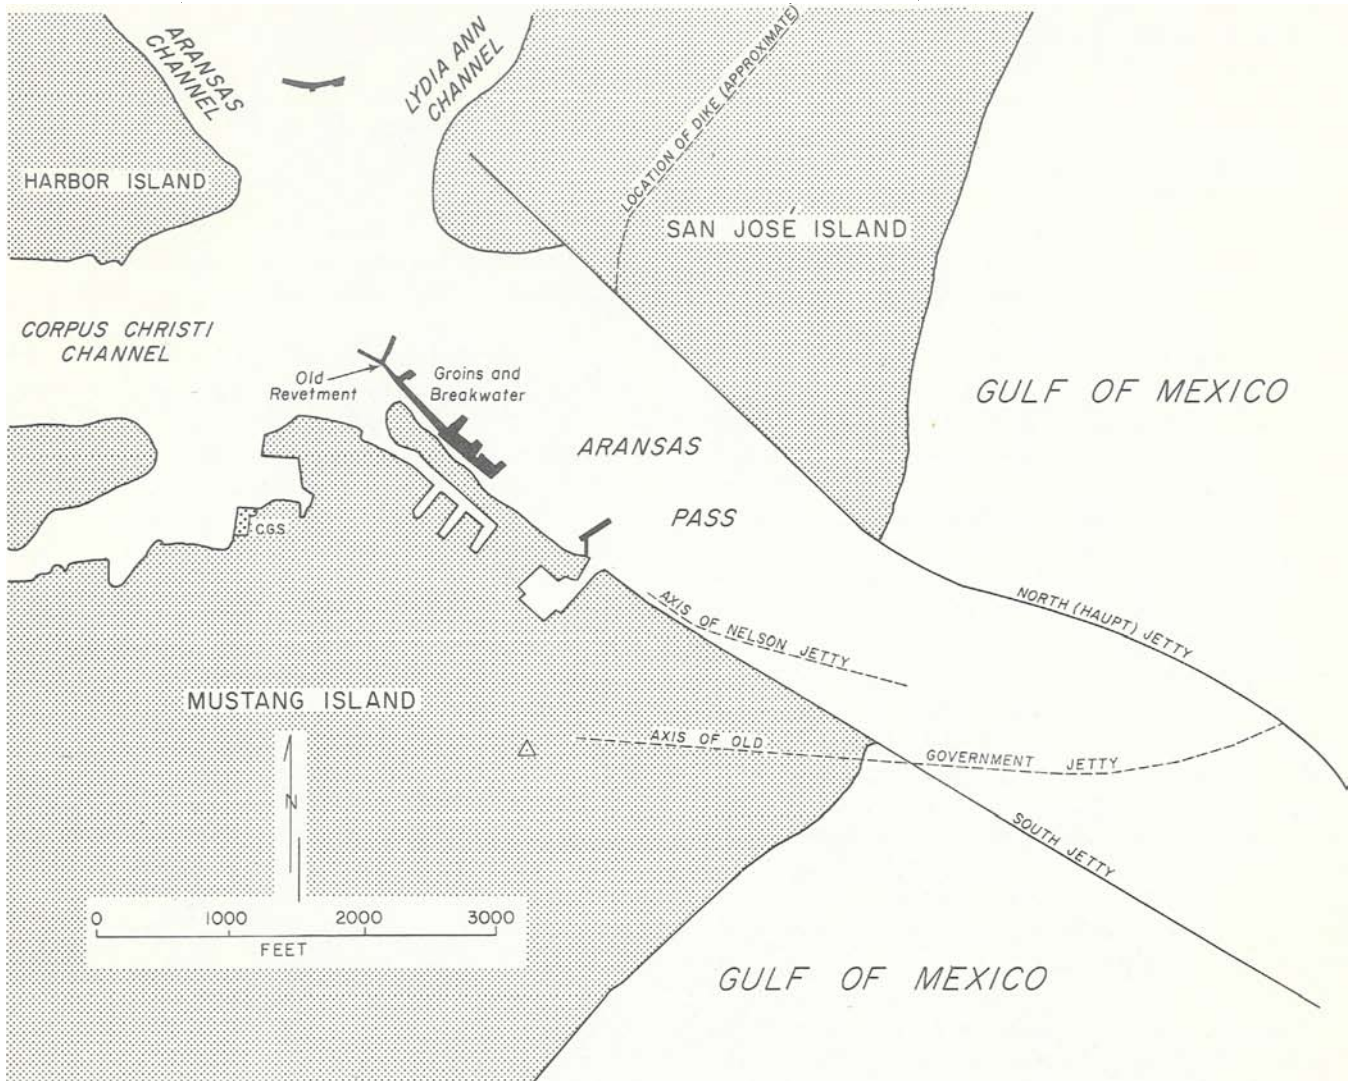 ARANSAS
CHANNEL
LYDIA ANN
CHANNEL
LOCATION OF DIKE (APPROXIMATE)
HARBOR ISLAND
SAN JOSÉ ISLAND
CORPUS CHRISTI
CHANNEL
Old
Revetment
Groins and
Breakwater
GULF OF MEXICO
ARANSAS
PASS
C.G.S.
NORTH (HAUPT) JETTY
AXIS OF NELSON JETTY
MUSTANG ISLAND
AXIS OF OLD GOVERNMENT JETTY
N
SOUTH JETTY
0 1000 2000 3000
FEET
GULF OF MEXICO